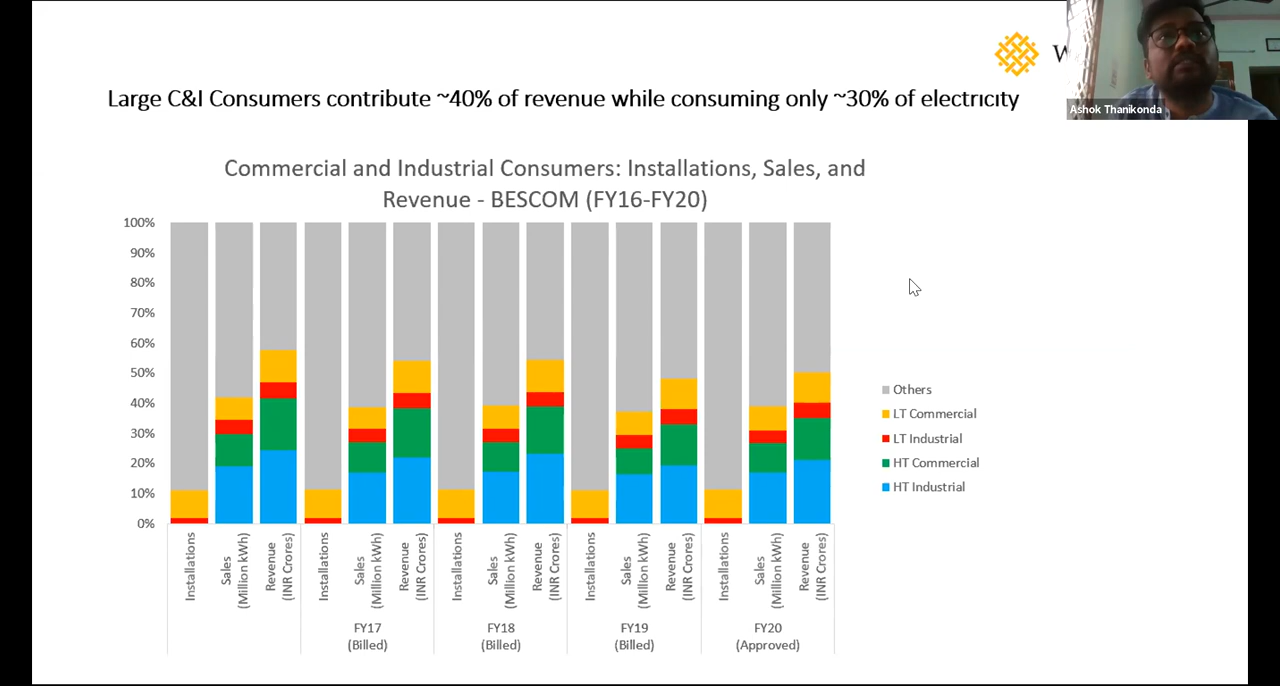 W
Ashok Thanikonda
Large C&I Consumers contribute ~40% of revenue while consuming only ~30% of electricity
Commercial and Industrial Consumers: Installations, Sales, and
Revenue - BESCOM (FY16-FY20)
100%
90%
80%
70%
60%
50%
40%
30%
20%
10%
0%
Others
LT Commercial
LT Industrial
HT Commercial
HT Industrial
Installations
Sales
(Million kWh)
Revenue
(INR Crores)
Installations
Sales
(Million kWh)
Revenue
(INR Crores)
Installations
Sales
(Million kWh)
Revenue
(INR Crores)
Installations
Sales
(Million kWh)
Revenue
(INR Crores)
Installations
Sales
(Million kWh)
Revenue
(INR Crores)
FY17
(Billed)
FY18
(Billed)
FY19
(Billed)
FY20
(Approved)